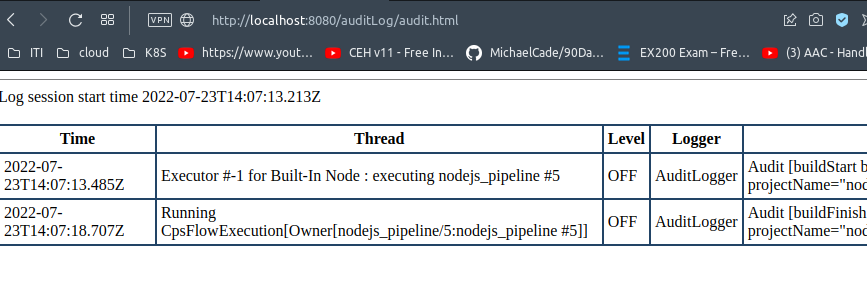 VPN http://localhost:8080/auditLog/audit.html
ITI cloud K8S https://www.yout... CEH v11 - Free In... MichaelCade/90Da... EX200 Exam – Fre... (3) AAC - Handl
Log session start time 2022-07-23T14:07:13.213Z
Time Thread Level Logger
2022-07-
23T14:07:13.485Z
Executor #-1 for Built-In Node : executing nodejs_pipeline #5
OFF
AuditLogger
Audit [buildStart b
projectName="nod
2022-07-
23T14:07:18.707Z
Running
CpsFlowExecution[Owner[nodejs_pipeline/5:nodejs_pipeline #5]]
OFF
AuditLogger
Audit [buildFinish
projectName="nod